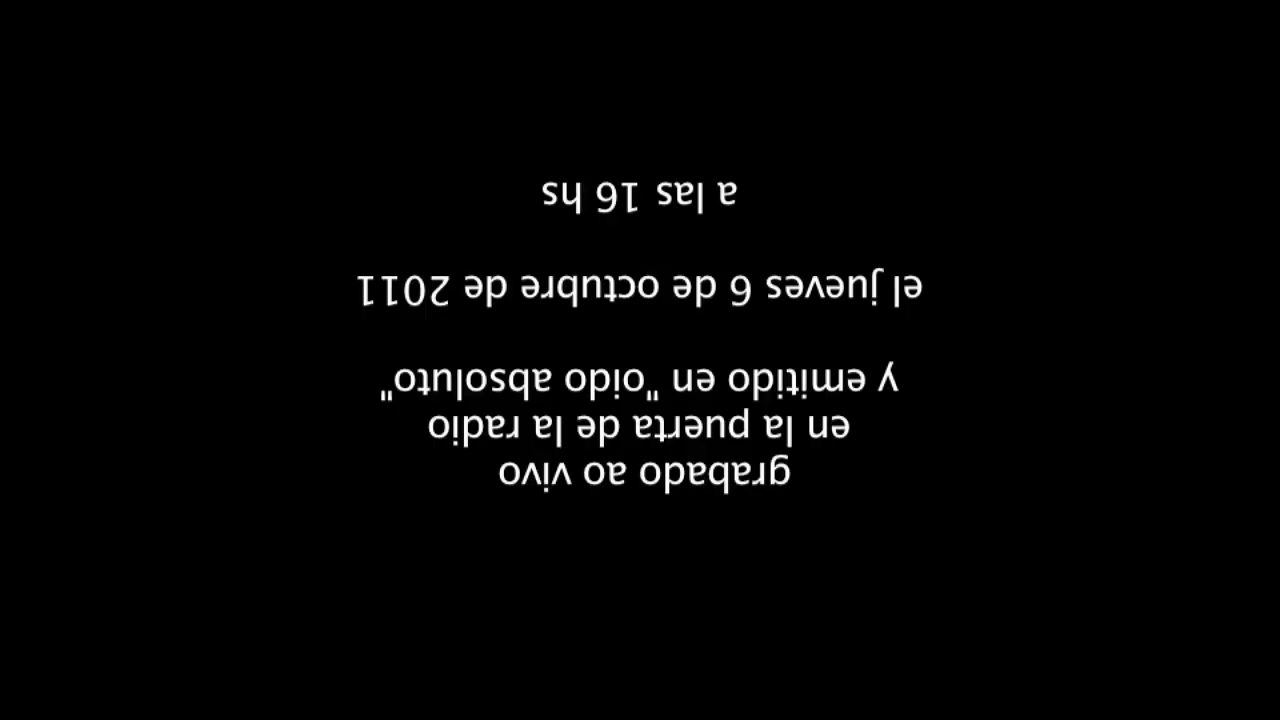 grabado ao vivo
en la puerta de la radio
y emitido en "oido absoluto"
el jueves 6 de octubre de 2011
a las 16 hs